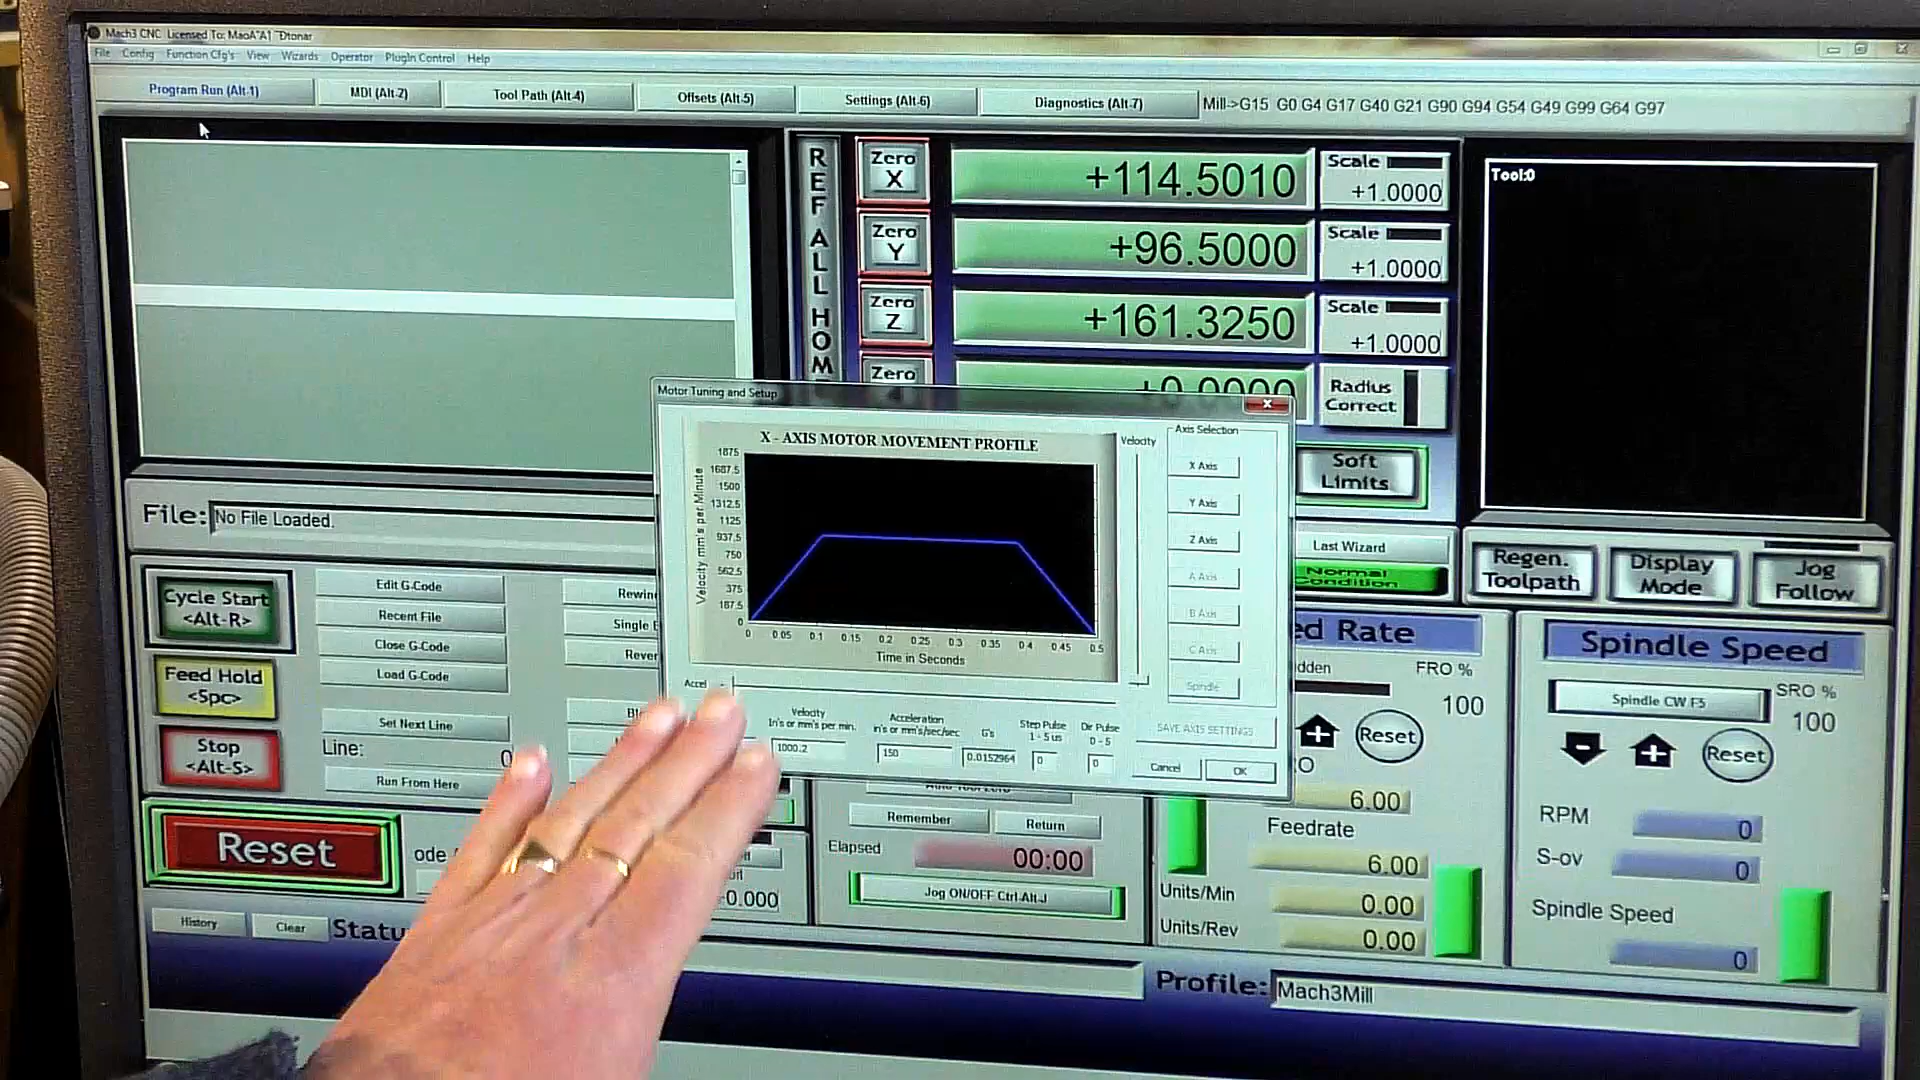 Mach3 CNC Licensed To: MaoA"A1 "Dtonar
File Config Function Cfg's View Wizards Operator PlugIn Control Help
Program Run (Alt-1) MDI (Alt-2) Tool Path (Alt-4) Offsets (Alt-5) Settings (Alt-6) Diagnostics (Alt-7) Mill->G15 G0 G4 G17 G40 G21 G90 G94 G54 G49 G99 G64 G97
REF ALL HOM
Zero X +114.5010 Scale +1.0000
Zero Y +96.5000 Scale +1.0000
Zero Z +161.3250 Scale +1.0000
Zero +0.0000 Radius Correct
Tool:0
Motor Tuning and Setup
X - AXIS MOTOR MOVEMENT PROFILE
Velocity
Axis Selection
Velocity mm's per Minute
1875
1687.5
1500
1312.5
1125
937.5
750
562.5
375
187.5
0
0 0.05 0.1 0.15 0.2 0.25 0.3 0.35 0.4 0.45 0.5
Time in Seconds
X Axis
Y Axis
Z Axis
A Axis
B Axis
C Axis
Spindle
Accel
Velocity
In's or mm's per min.
1000.2
Acceleration
in's or mm's/sec/sec
150
G's
0.0152964
Step Pulse
1 - 5 us
0
Dir Pulse
0 - 5
0
SAVE AXIS SETTINGS
Cancel OK
Soft Limits
File: No File Loaded.
Last Wizard
Normal
Condition
Regen. Toolpath
Display Mode
Jog Follow
Cycle Start
<Alt-R>
Feed Hold
<Spc>
Stop
<Alt-S>
Edit G-Code
Recent File
Close G-Code
Load G-Code
Set Next Line
Line: 0
Run From Here
Rewin
Single
Rever
Reset
ode
0.000
Remember Return
Elapsed 00:00
Jog ON/OFF Ctrl-Alt-J
ed Rate
dden
FRO %
100
Reset
RO
6.00
Feedrate
6.00
Units/Min 0.00
Units/Rev 0.00
Spindle Speed
Spindle CW F5
SRO %
100
Reset
RPM 0
S-ov 0
Spindle Speed
0
History Clear Statu
Profile: Mach3Mill